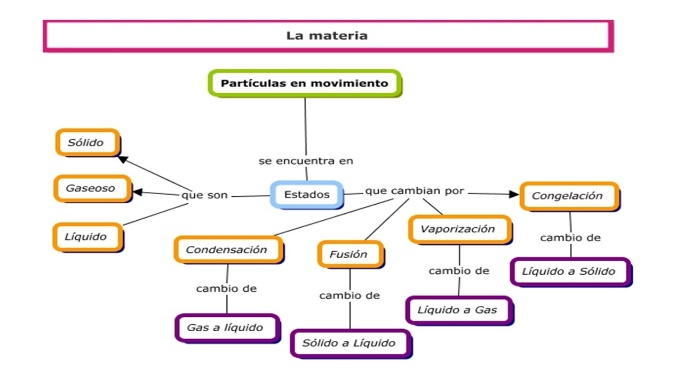 La materia
Partículas en movimiento
se encuentra en
Estados
que son
Sólido
Gaseoso
Líquido
que cambian por
Condensación
cambio de
Gas a líquido
Fusión
cambio de
Sólido a Líquido
Vaporización
cambio de
Líquido a Gas
Congelación
cambio de
Líquido a Sólido